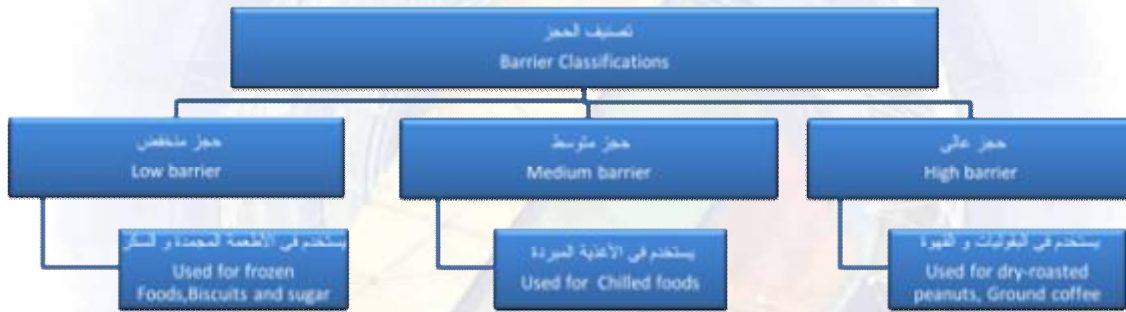 تصنيف الحجز
Barrier Classifications
حجز منخفض
Low barrier
يستخدم في الأطعمة المجمدة و السكر
Used for frozen
Foods,Biscuits and sugar
حجز متوسط
Medium barrier
يستخدم في الأغذية المبردة
Used for Chilled foods
حجز عالى
High barrier
يستخدم في البقوليات و القهوة
Used for dry-roasted
peanuts, Ground coffee